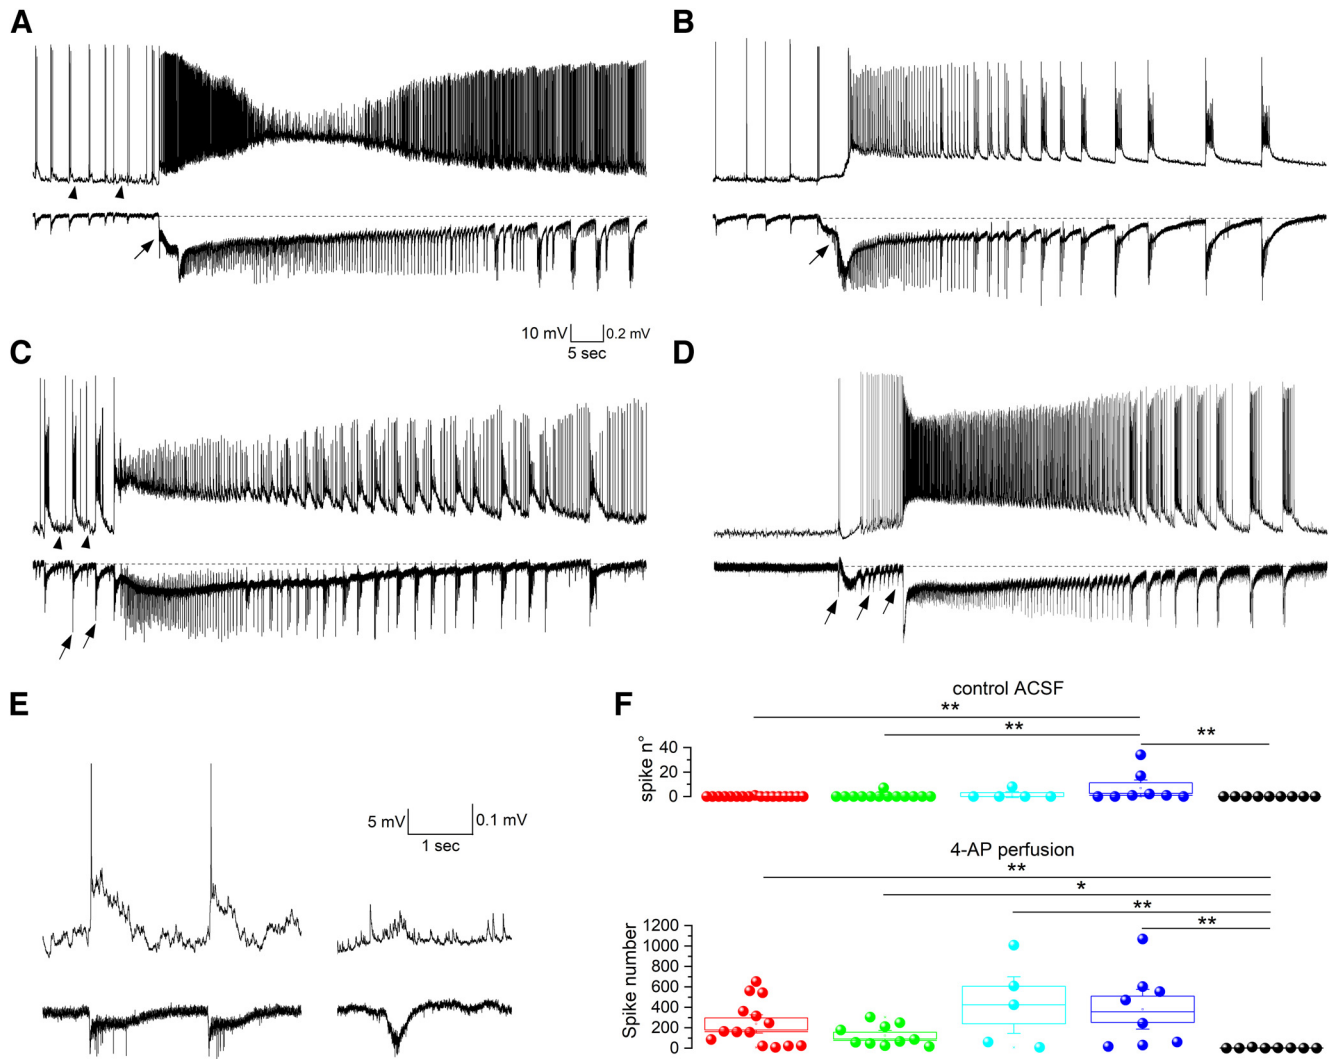 A
B
10 mV 0.2 mV
5 sec
C
D
E
5 mV 0.1 mV
1 sec
F
control ACSF
**
**
**
spike n°
40
20
0
4-AP perfusion
**
*
**
**
Spike number
1200
1000
800
600
400
200
0